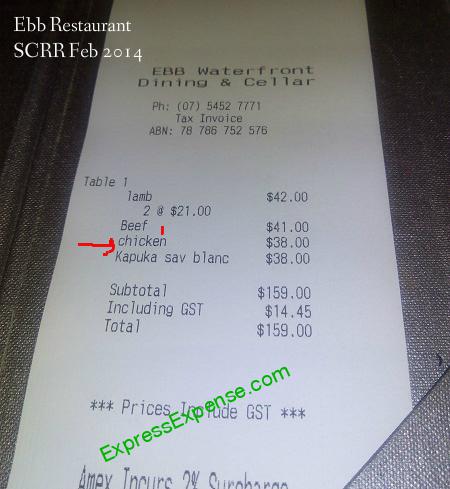 Ebb Restaurant
SCRR Feb 2014
EBB Waterfront
Dining & Cellar
Ph: (07) 5452 7771
Tax Invoice
ABN: 78 786 752 576
Table 1
lamb $42.00
2 @ $21.00
Beef $41.00
chicken $38.00
Kapuka sav blanc $38.00
Subtotal $159.00
Including GST $14.45
Total $159.00
*** Prices Include GST ***
ExpressExpense.com
Amex Incurs 2% Surcharge